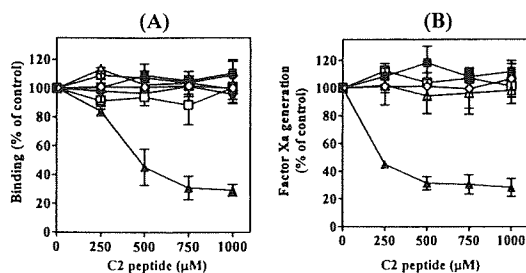 (A)
Binding (% of control)
120
100
80
60
40
20
0
0 250 500 750 1000
C2 peptide (μM)
(B)
Factor Xa generation
(% of control)
120
100
80
60
40
20
0
0 250 500 750 1000
C2 peptide (μM)